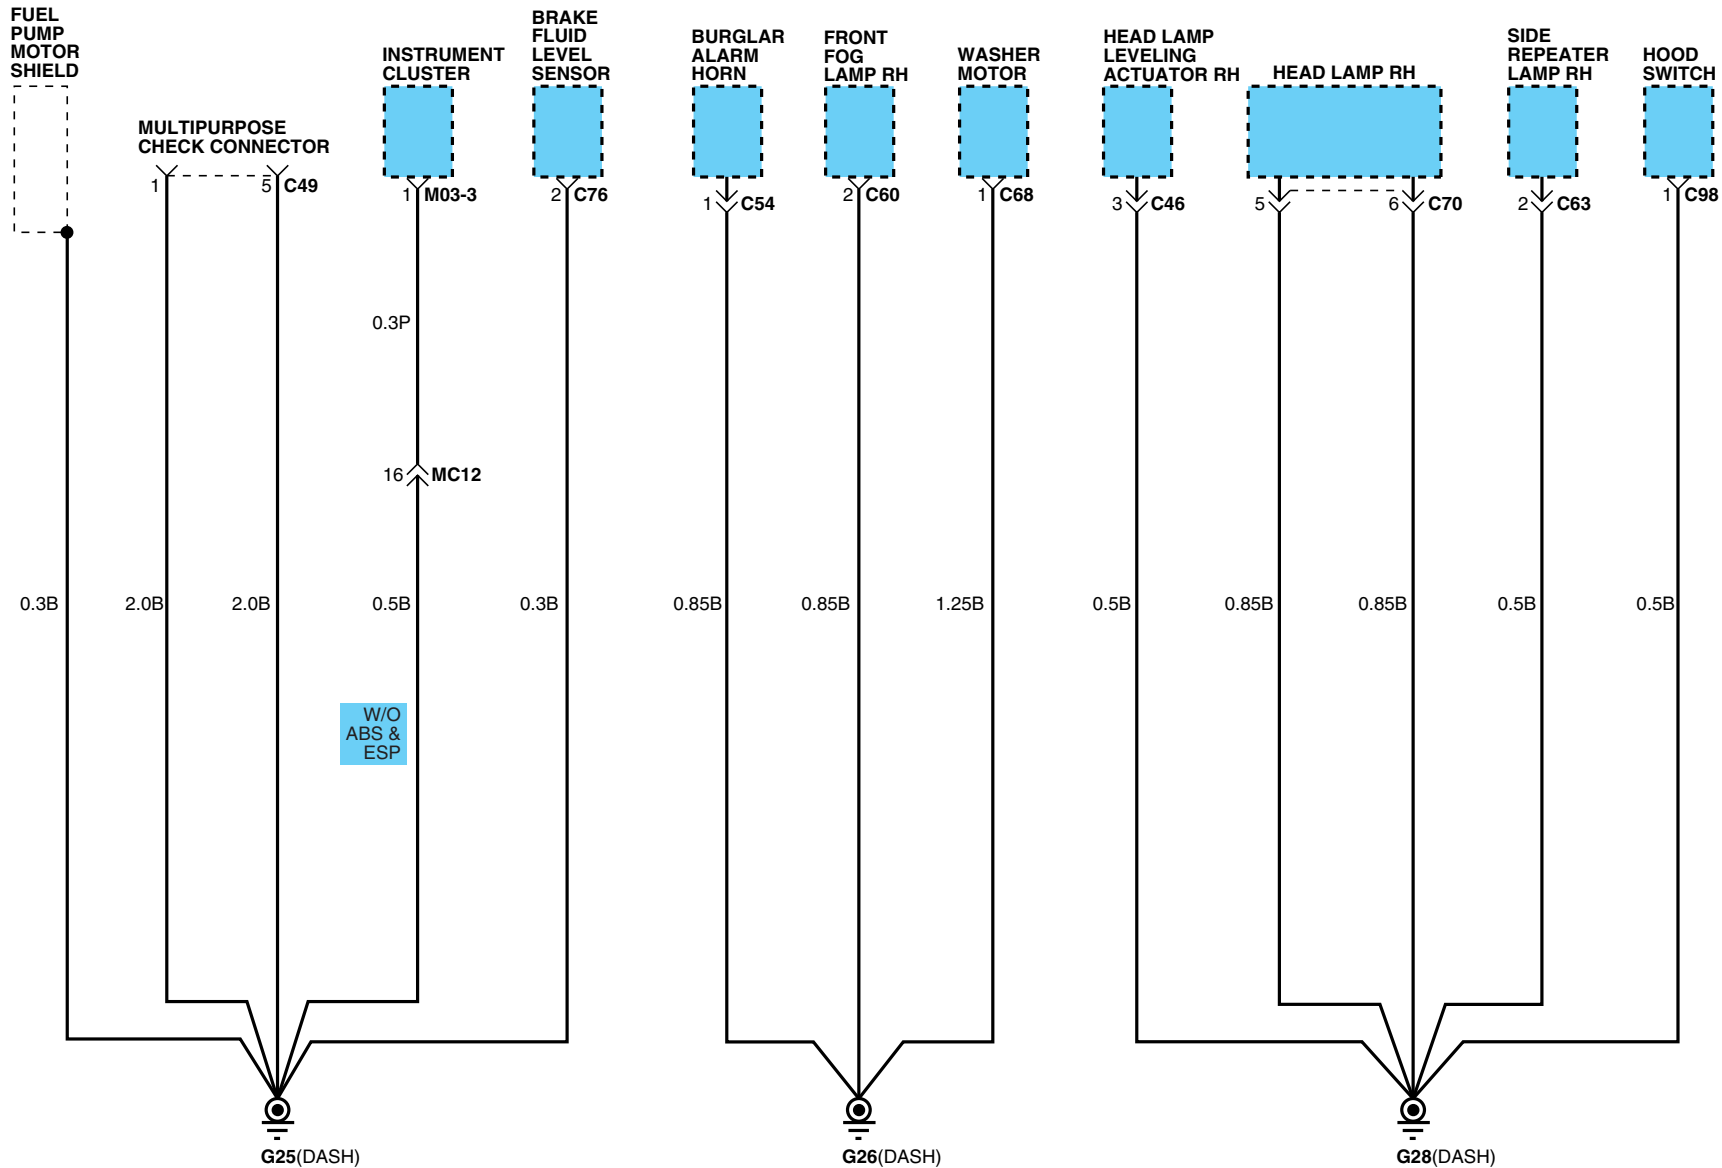 FUEL
PUMP
MOTOR
SHIELD
MULTIPURPOSE
CHECK CONNECTOR
INSTRUMENT
CLUSTER
BRAKE
FLUID
LEVEL
SENSOR
BURGLAR
ALARM
HORN
FRONT
FOG
LAMP RH
WASHER
MOTOR
HEAD LAMP
LEVELING
ACTUATOR RH
HEAD LAMP RH
SIDE
REPEATER
LAMP RH
HOOD
SWITCH
1
5 C49
1 M03-3
2 C76
1 C54
2 C60
1 C68
3 C46
5
6 C70
2 C63
1 C98
0.3P
16 MC12
0.3B
2.0B
2.0B
0.5B
0.3B
0.85B
0.85B
1.25B
0.5B
0.85B
0.85B
0.5B
0.5B
W/O
ABS &
ESP
G25(DASH)
G26(DASH)
G28(DASH)